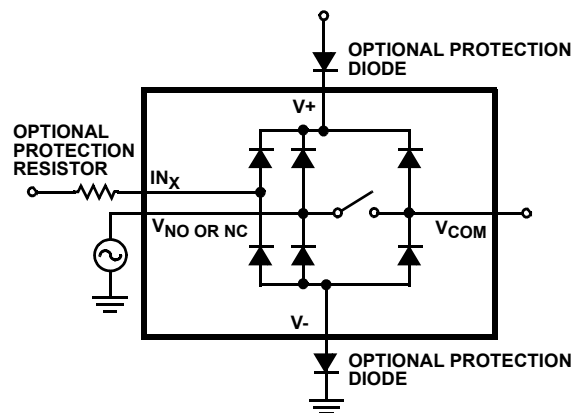 OPTIONAL PROTECTION
DIODE
V+
OPTIONAL
PROTECTION
RESISTOR
INX
VNO OR NC
VCOM
V-
OPTIONAL PROTECTION
DIODE